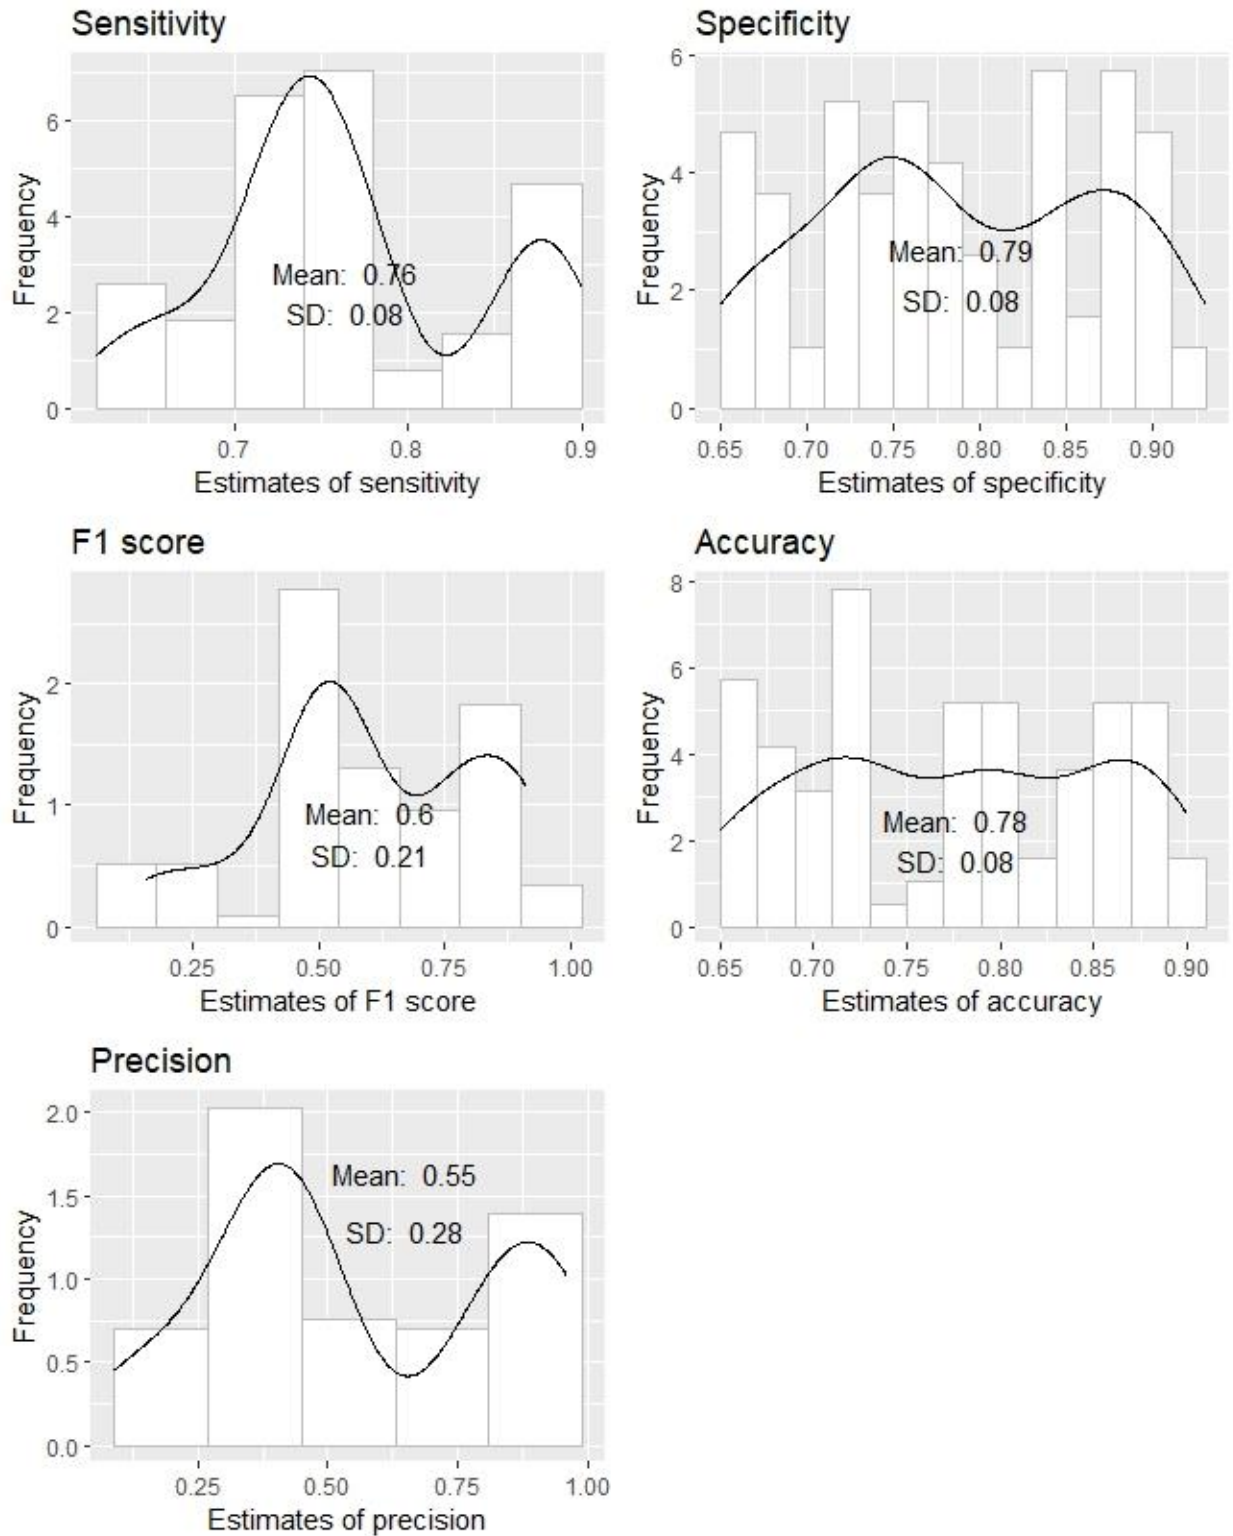 Sensitivity
6
4
2
0
Frequency
Mean: 0.76
SD: 0.08
0.7 0.8 0.9
Estimates of sensitivity
Specificity
6
4
2
0
Frequency
Mean: 0.79
SD: 0.08
0.65 0.70 0.75 0.80 0.85 0.90
Estimates of specificity
F1 score
2
1
0
Frequency
Mean: 0.6
SD: 0.21
0.25 0.50 0.75 1.00
Estimates of F1 score
Accuracy
8
6
4
2
0
Frequency
Mean: 0.78
SD: 0.08
0.65 0.70 0.75 0.80 0.85 0.90
Estimates of accuracy
Precision
2.0
1.5
1.0
0.5
0.0
Frequency
Mean: 0.55
SD: 0.28
0.25 0.50 0.75 1.00
Estimates of precision